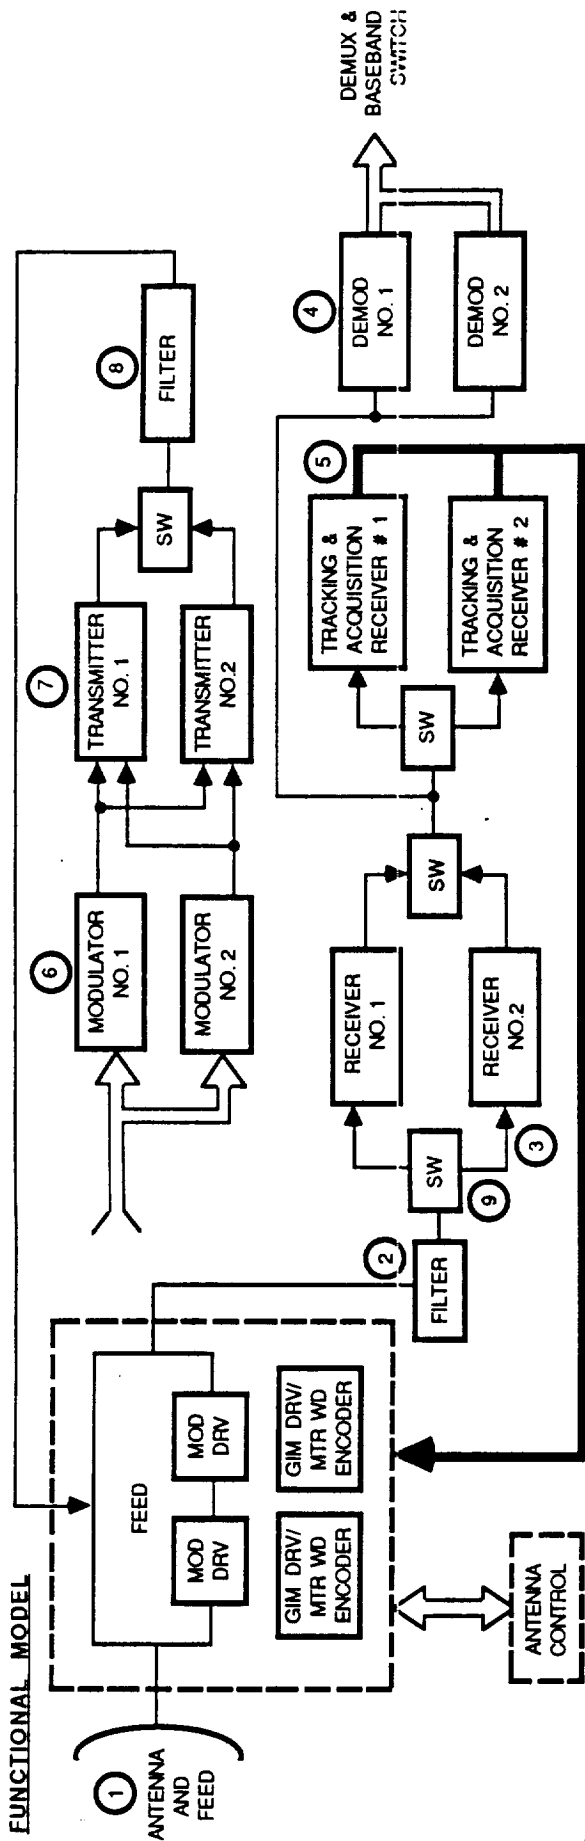 FUNCTIONAL MODEL
1
ANTENNA
AND
FEED
FEED
MOD
DRV
MOD
DRV
GIM DRV/
MTR WD
ENCODER
GIM DRV/
MTR WD
ENCODER
ANTENNA
CONTROL
2
FILTER
9
SW
3
RECEIVER
NO. 1
RECEIVER
NO.2
SW
SW
5
TRACKING &
ACQUISITION
RECEIVER # 1
TRACKING &
ACQUISITION
RECEIVER # 2
4
DEMOD
NO. 1
DEMOD
NO. 2
DEMUX &
BASEBAND
SWITCH
6
MODULATOR
NO. 1
MODULATOR
NO. 2
7
TRANSMITTER
NO. 1
TRANSMITTER
NO.2
SW
8
FILTER